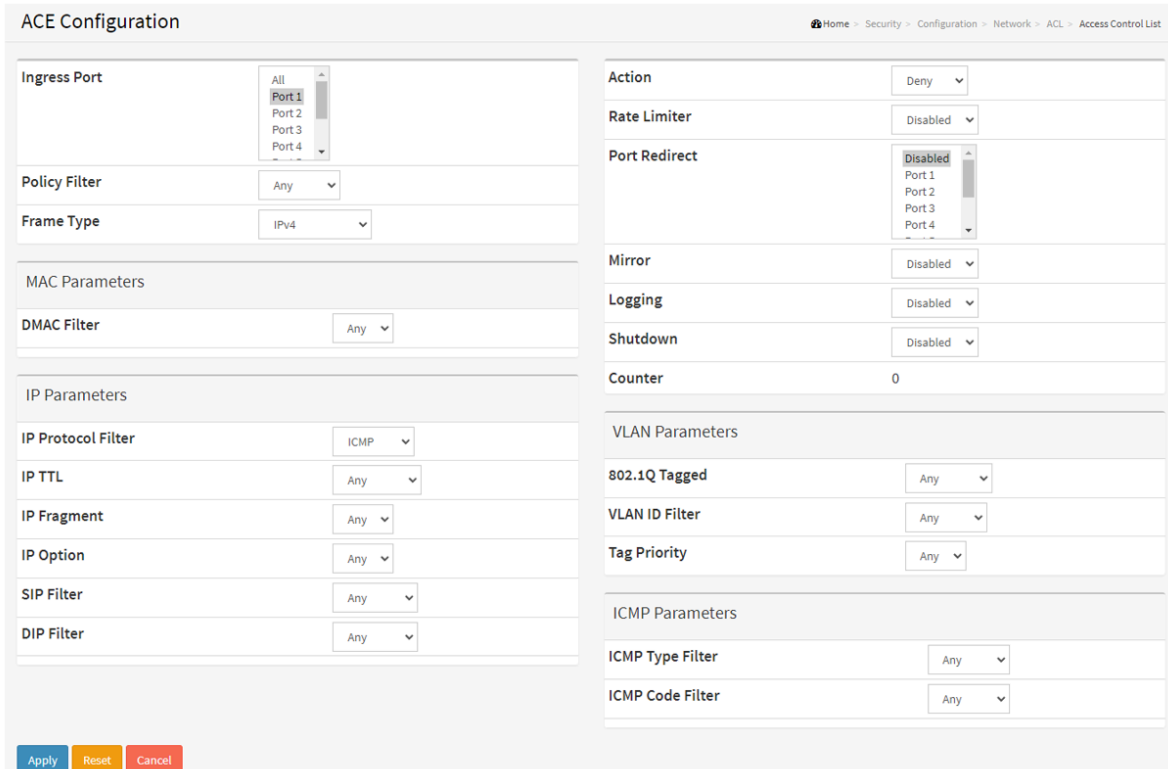 ACE Configuration
Home > Security > Configuration > Network > ACL > Access Control List
Ingress Port
All
Port 1
Port 2
Port 3
Port 4
Policy Filter Any
Frame Type IPv4
MAC Parameters
DMAC Filter Any
IP Parameters
IP Protocol Filter ICMP
IP TTL Any
IP Fragment Any
IP Option Any
SIP Filter Any
DIP Filter Any
Action Deny
Rate Limiter Disabled
Port Redirect
Disabled
Port 1
Port 2
Port 3
Port 4
Mirror Disabled
Logging Disabled
Shutdown Disabled
Counter 0
VLAN Parameters
802.1Q Tagged Any
VLAN ID Filter Any
Tag Priority Any
ICMP Parameters
ICMP Type Filter Any
ICMP Code Filter Any
Apply Reset Cancel